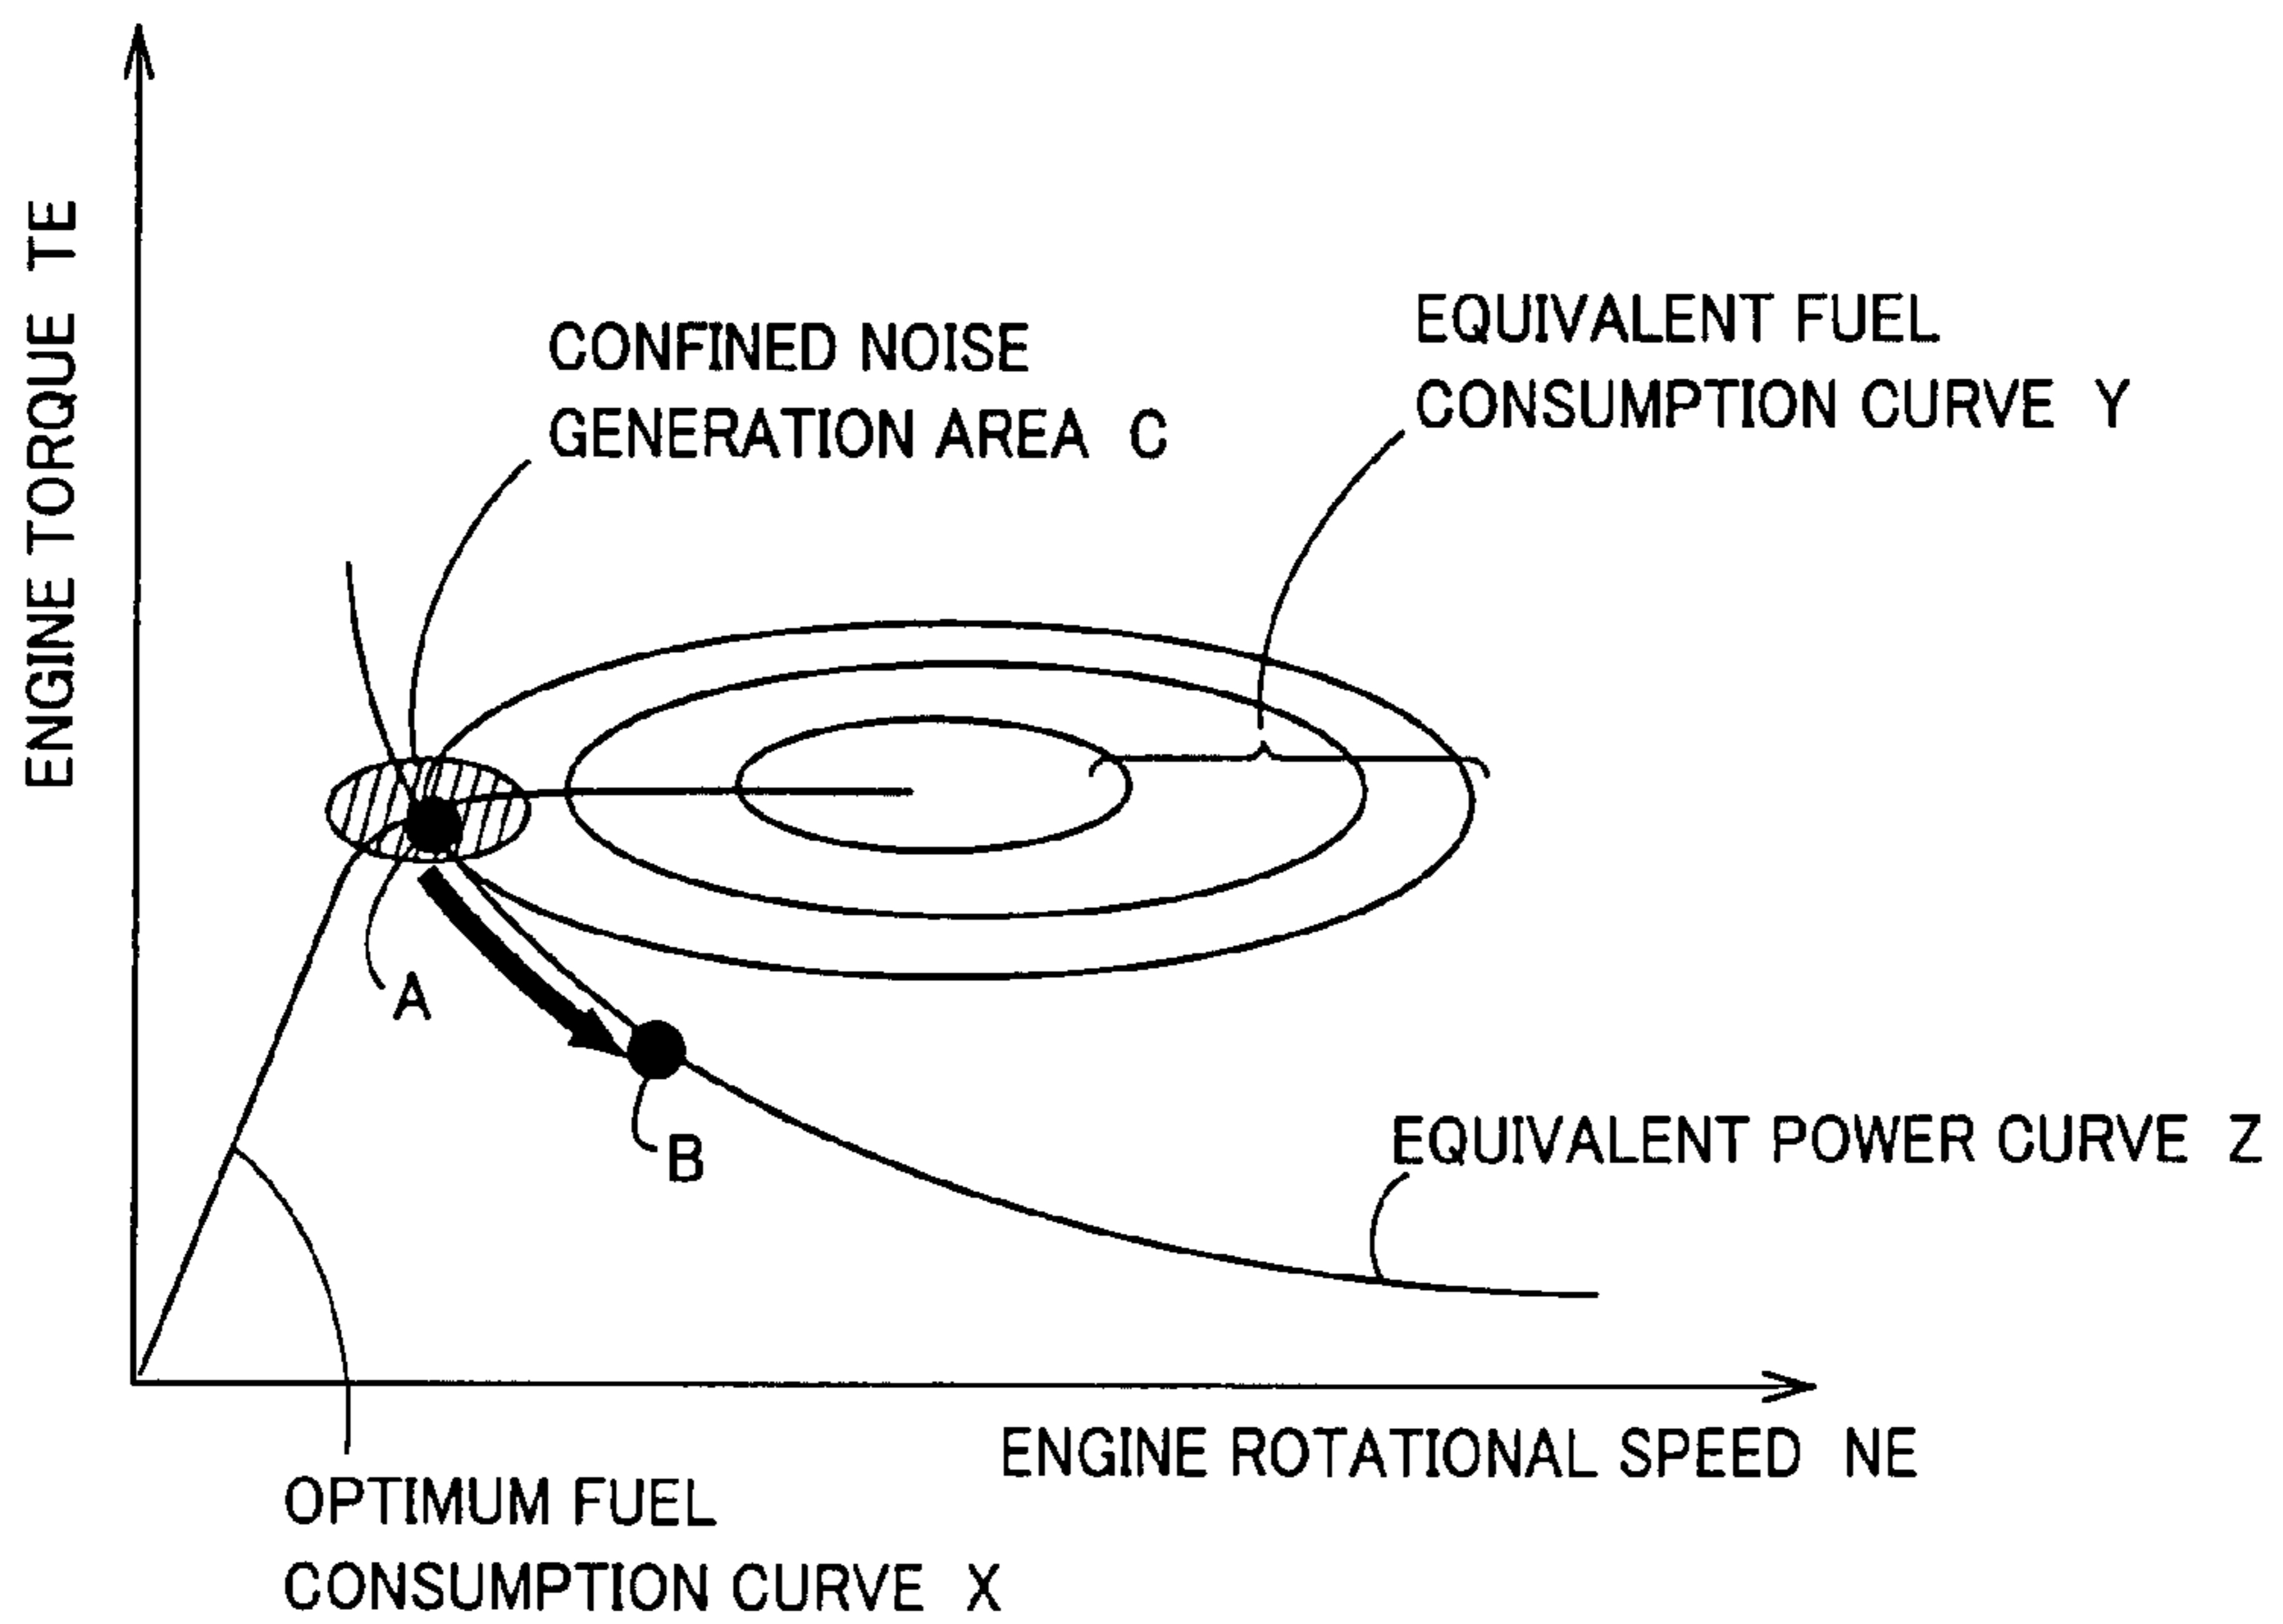 ENGINE TORQUE TE
CONFINED NOISE
GENERATION AREA C
EQUIVALENT FUEL
CONSUMPTION CURVE Y
A
B
EQUIVALENT POWER CURVE Z
ENGINE ROTATIONAL SPEED NE
OPTIMUM FUEL
CONSUMPTION CURVE X